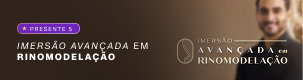 ★ PRESENTE 5
IMERSÃO AVANÇADA EM
RINOMODELAÇÃO
IMERSÃO
AVANÇADA em
RINOMODELAÇÃO